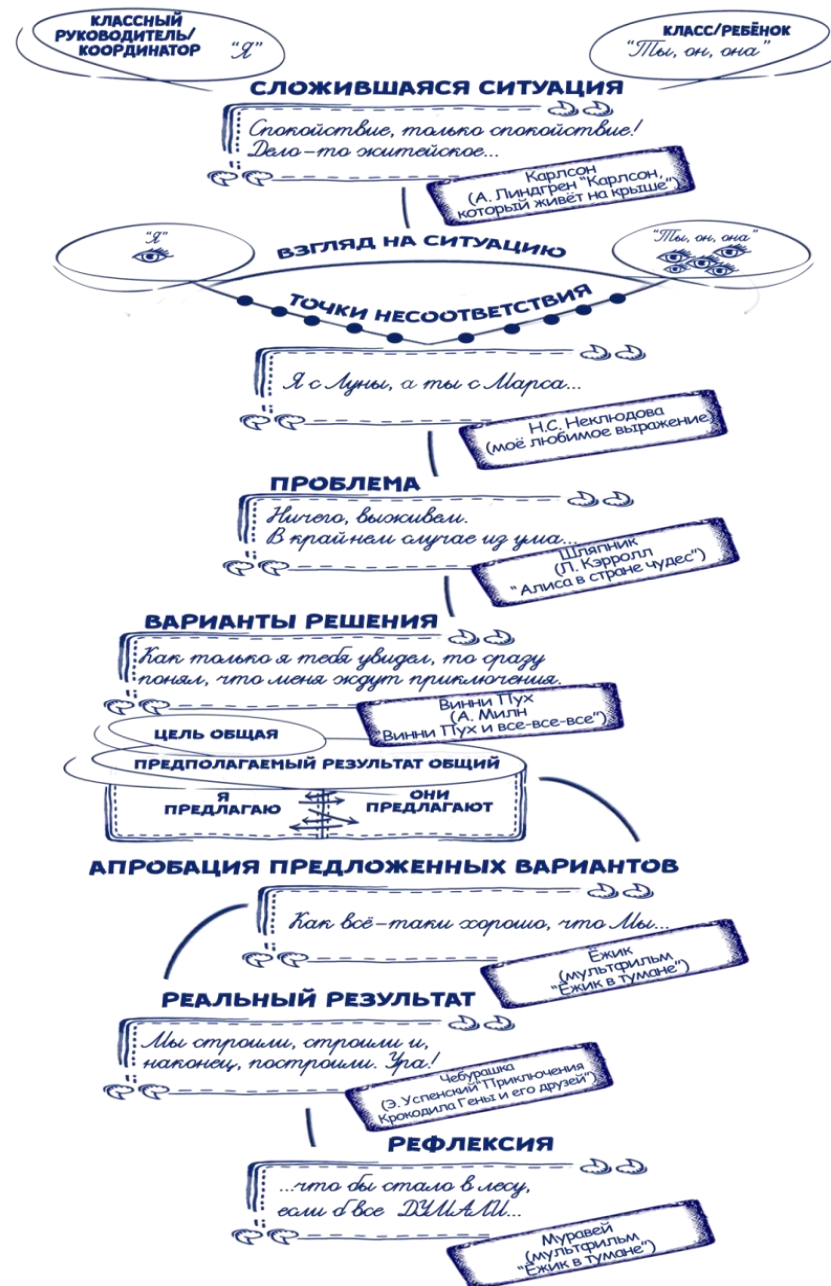 КЛАССНЫЙ
РУКОВОДИТЕЛЬ/
КООРДИНАТОР "Я"
КЛАСС/РЕБЁНОК
"Ты, он, она"
СЛОЖИВШАЯСЯ СИТУАЦИЯ
Спокойствие, только спокойствие!
Дело-то житейское...
Карлсон
(А. Линдгрен "Карлсон,
который живёт на крыше")
"Я"
ВЗГЛЯД НА СИТУАЦИЮ
"Ты, он, она"
ТОЧКИ НЕСООТВЕТСТВИЯ
Я с Луны, а ты с Марса...
Н.С. Неклюдова
(моё любимое выражение)
ПРОБЛЕМА
Ничего, выживем.
В крайнем случае из ума...
Шляпник
(Л. Кэрролл
"Алиса в стране чудес")
ВАРИАНТЫ РЕШЕНИЯ
Как только я тебя увидел, то сразу
понял, что меня ждут приключения.
Винни Пух
(А. Милн
"Винни Пух и все-все-все")
ЦЕЛЬ ОБЩАЯ
ПРЕДПОЛАГАЕМЫЙ РЕЗУЛЬТАТ ОБЩИЙ
Я
ПРЕДЛАГАЮ
ОНИ
ПРЕДЛАГАЮТ
АПРОБАЦИЯ ПРЕДЛОЖЕННЫХ ВАРИАНТОВ
Как всё-таки хорошо, что Мы...
Ёжик
(мультфильм
"Ёжик в тумане")
РЕАЛЬНЫЙ РЕЗУЛЬТАТ
Мы строили, строили и,
наконец, построили. Ура!
Чебурашка
(Э. Успенский "Приключения
Крокодила Гены и его друзей")
РЕФЛЕКСИЯ
...что бы стало в лесу,
если б все ДУМАЛИ...
Муравей
(мультфильм
"Ёжик в тумане")